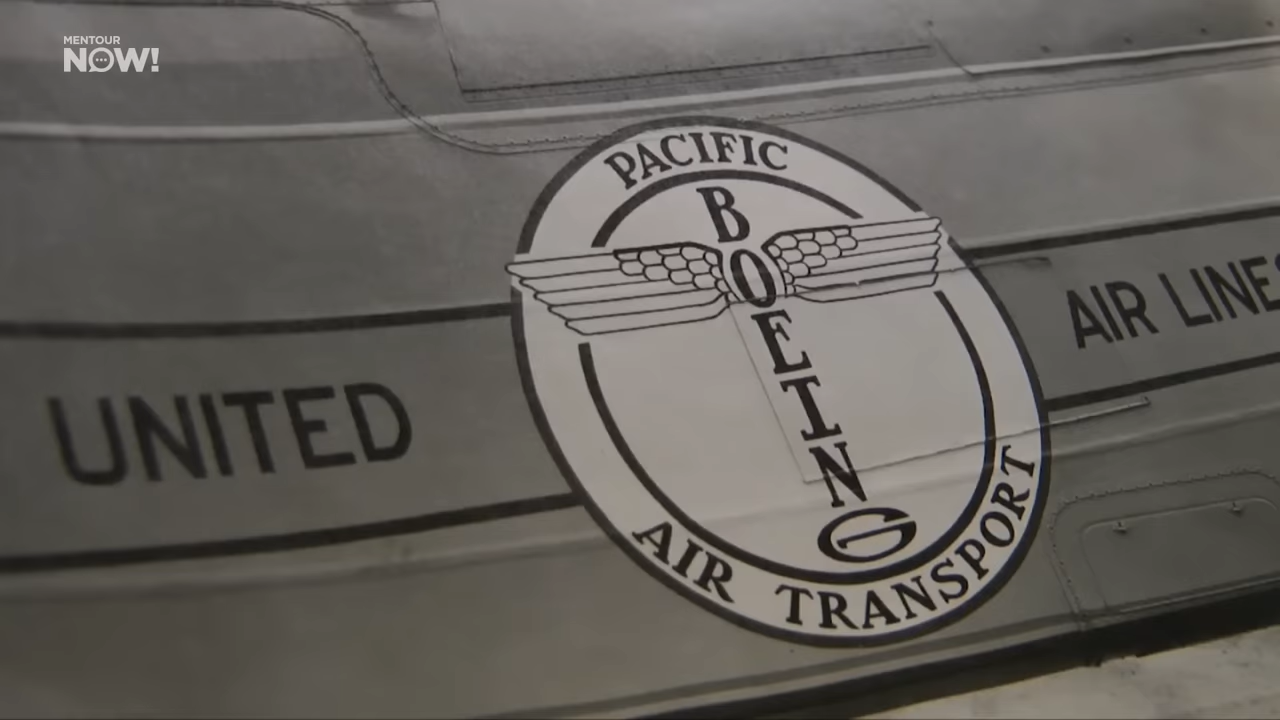 MENTOUR
NOW!
PACIFIC
BOEING
UNITED
AIR LINES
AIR TRANSPORT